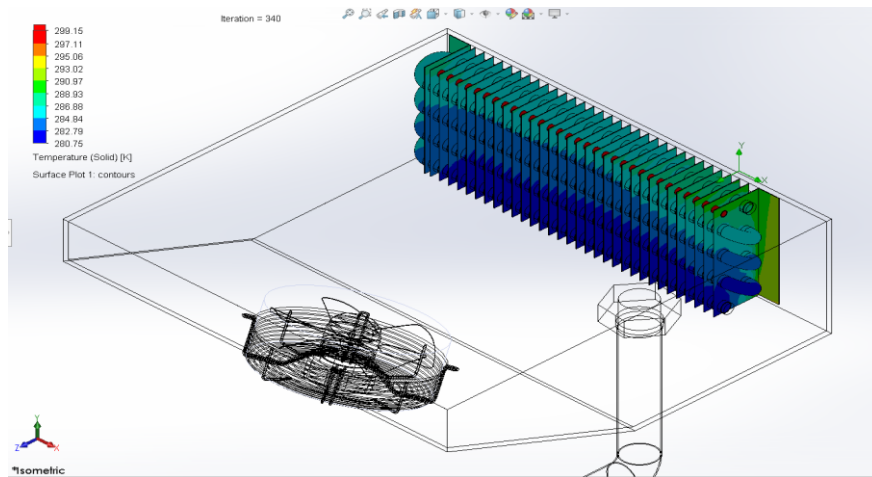 Iteration = 340
299.15
297.11
295.06
293.02
290.97
288.93
286.88
284.84
282.79
280.75
Temperature (Solid) [K]
Surface Plot 1: contours
Y
X
Y
Z
X
*Isometric